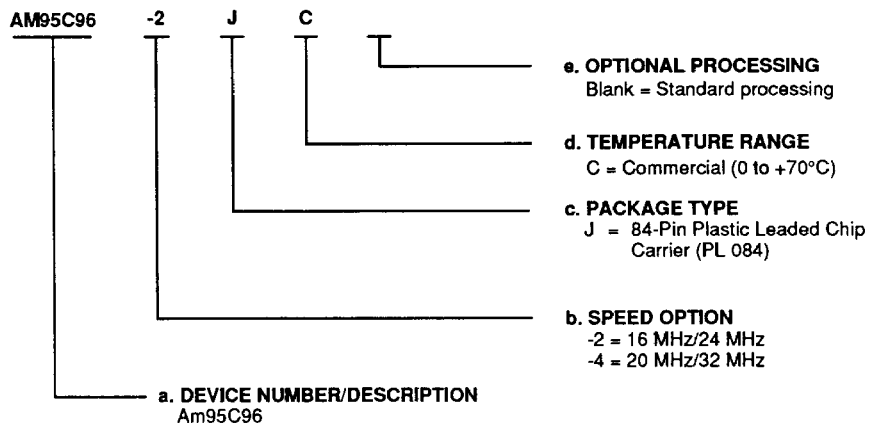 AM95C96 -2 J C
e. OPTIONAL PROCESSING
Blank = Standard processing
d. TEMPERATURE RANGE
C = Commercial (0 to +70°C)
c. PACKAGE TYPE
J = 84-Pin Plastic Leaded Chip
Carrier (PL 084)
b. SPEED OPTION
-2 = 16 MHz/24 MHz
-4 = 20 MHz/32 MHz
a. DEVICE NUMBER/DESCRIPTION
Am95C96